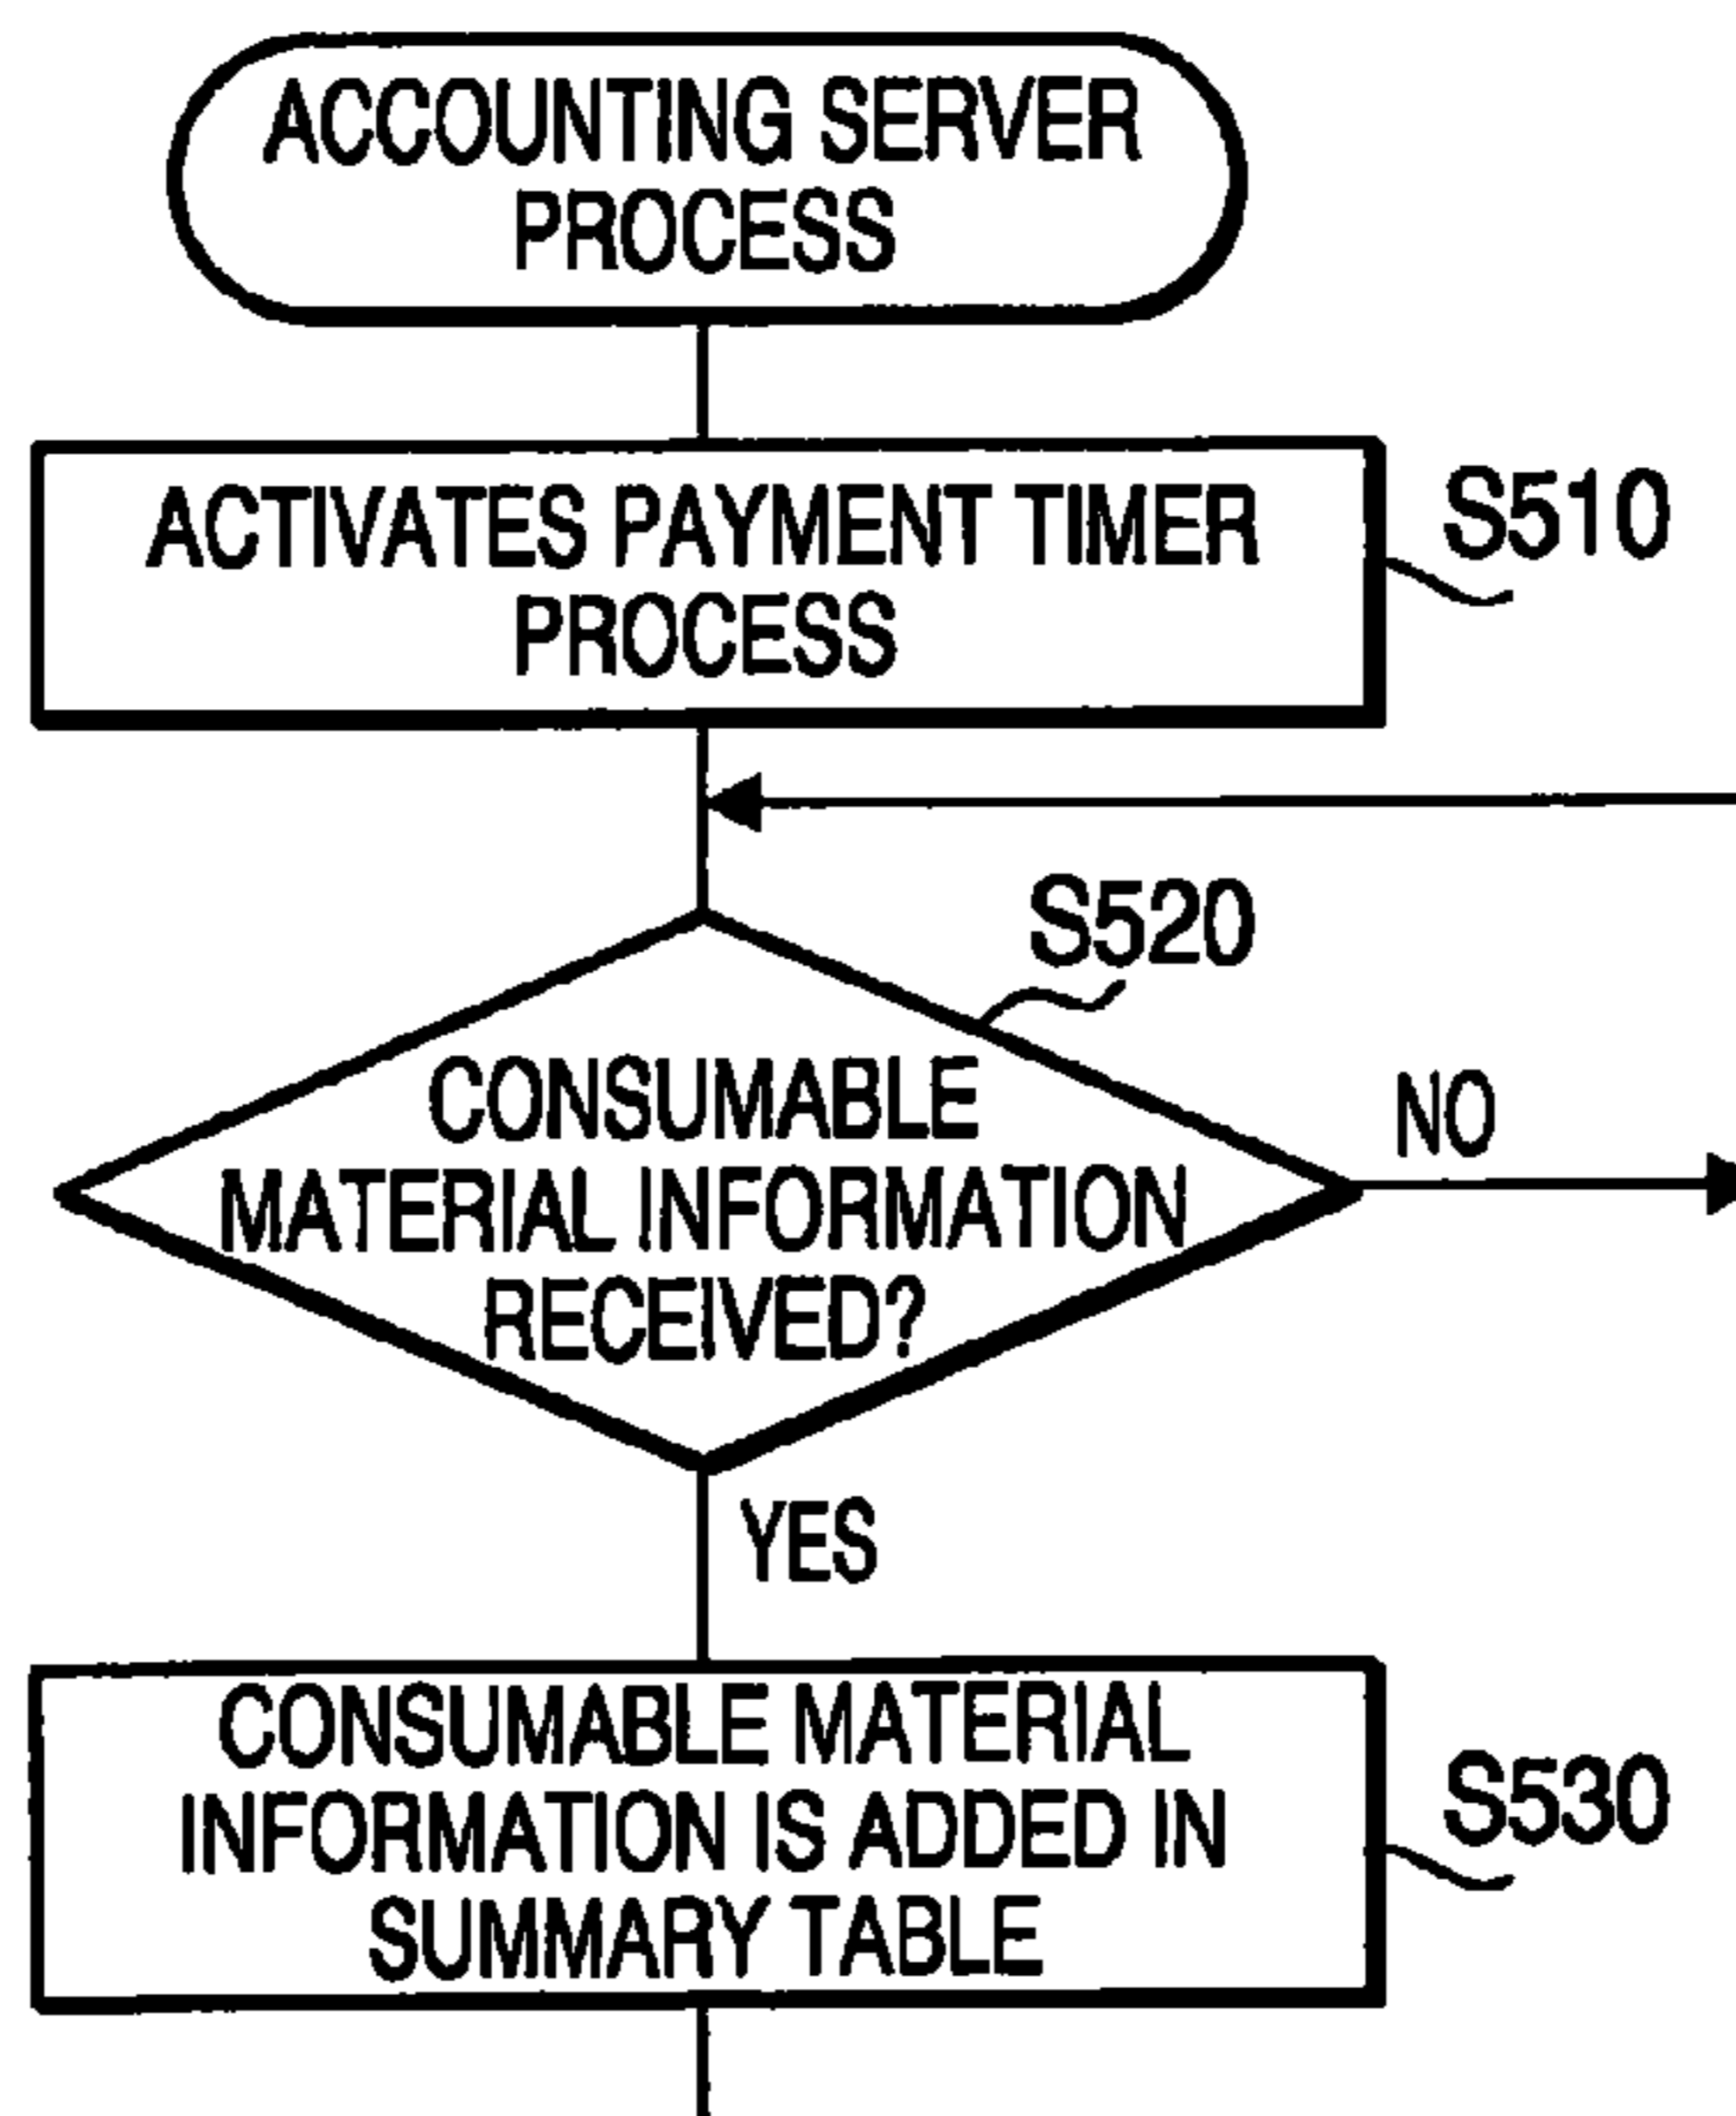 ACCOUNTING SERVER
PROCESS
ACTIVATES PAYMENT TIMER
PROCESS
S510
S520
CONSUMABLE
MATERIAL INFORMATION
RECEIVED?
NO
YES
CONSUMABLE MATERIAL
INFORMATION IS ADDED IN
SUMMARY TABLE
S530